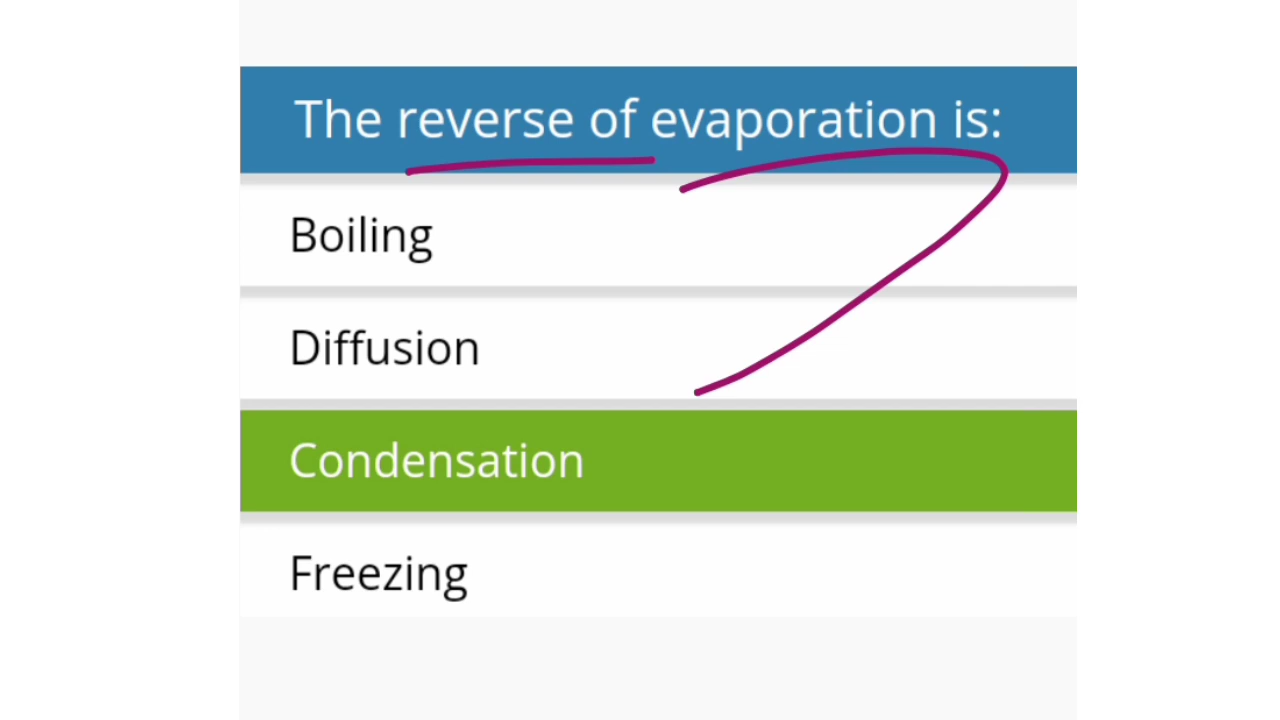 The reverse of evaporation is:
Boiling
Diffusion
Condensation
Freezing